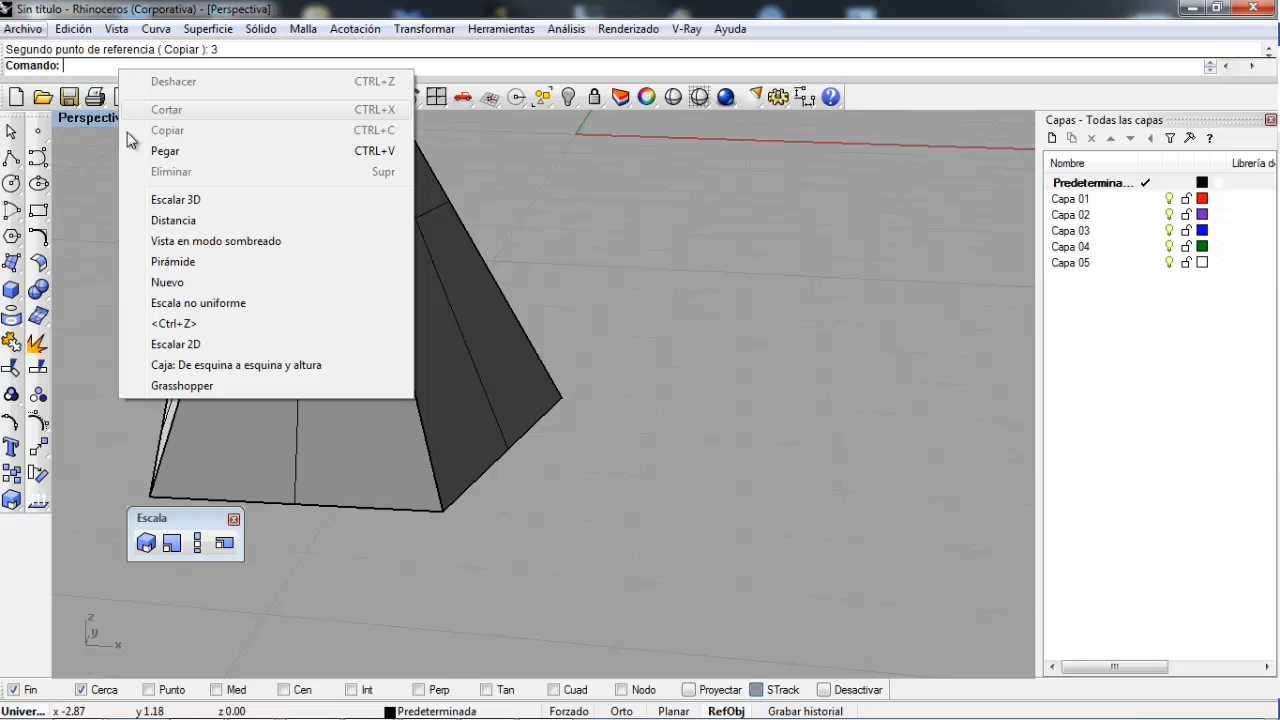 Sin título - Rhinoceros (Corporativa) - [Perspectiva]
Archivo Edición Vista Curva Superficie Sólido Malla Acotación Transformar Herramientas Análisis Renderizado V-Ray Ayuda
Segundo punto de referencia ( Copiar ): 3
Comando:
Deshacer CTRL+Z
Cortar CTRL+X
Copiar CTRL+C
Pegar CTRL+V
Eliminar Supr
Escalar 3D
Distancia
Vista en modo sombreado
Pirámide
Nuevo
Escala no uniforme
<Ctrl+Z>
Escalar 2D
Caja: De esquina a esquina y altura
Grasshopper
Perspectiv
Escala
z
y
x
Capas - Todas las capas
Nombre Librería d
Predetermina...
Capa 01
Capa 02
Capa 03
Capa 04
Capa 05
Fin Cerca Punto Med Cen Int Perp Tan Cuad Nodo Proyectar STrack Desactivar
Univer... x -2.87 y 1.18 z 0.00 Predeterminada Forzado Orto Planar RefObj Grabar historial